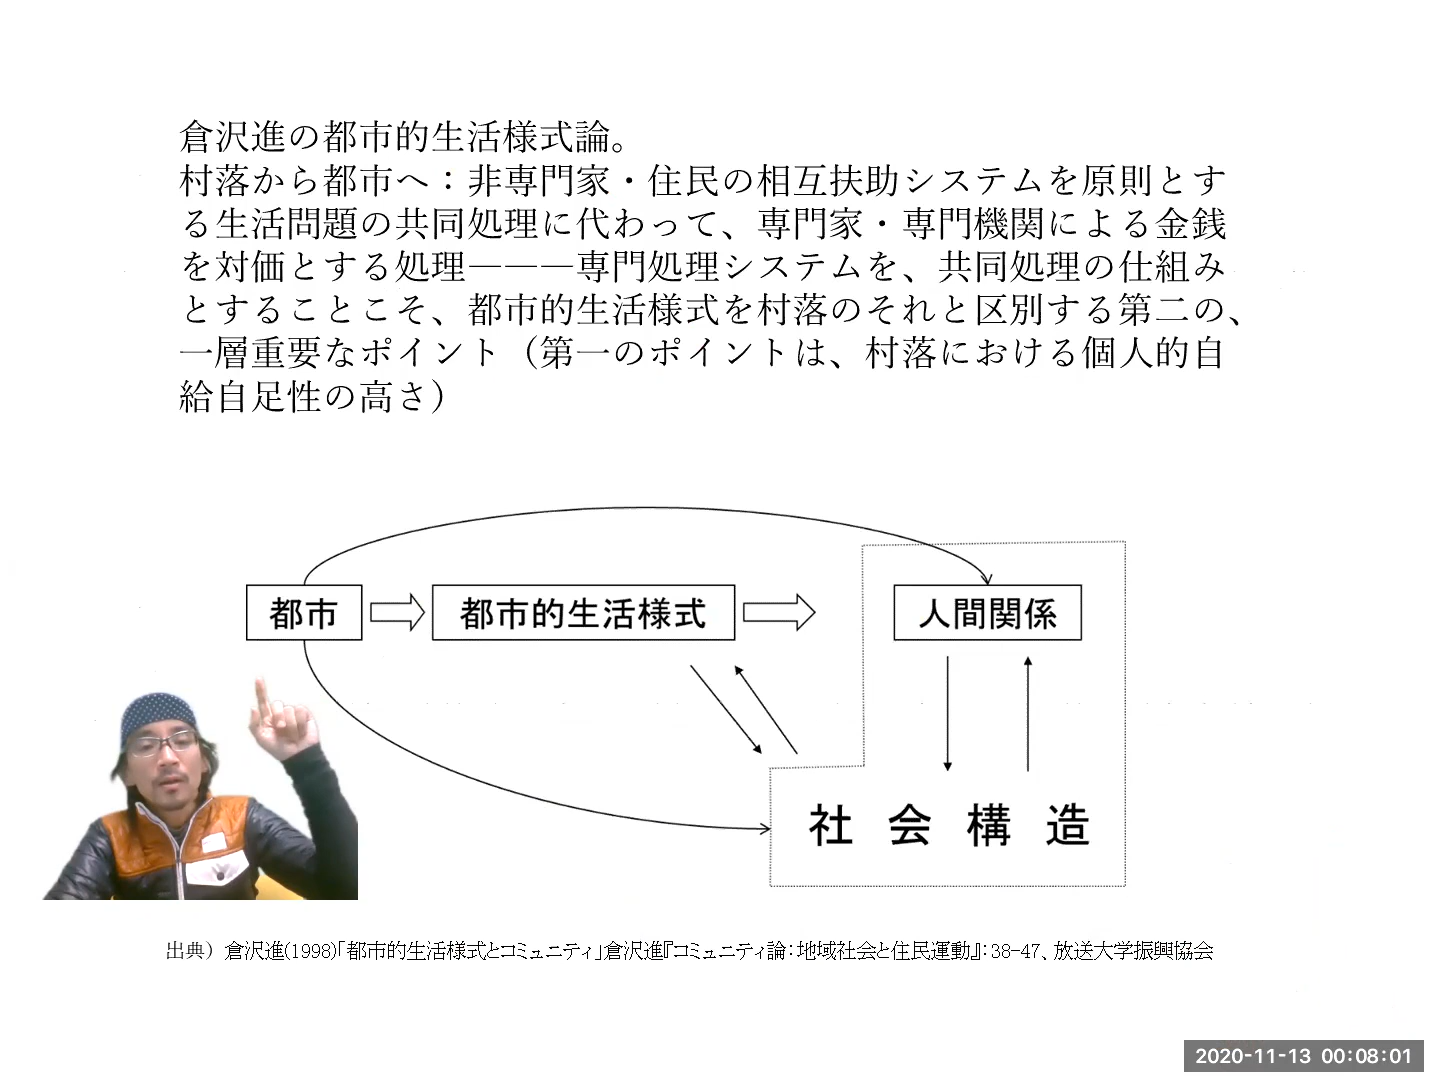 倉沢進の都市的生活様式論。
村落から都市へ：非専門家・住民の相互扶助システムを原則とす
る生活問題の共同処理に代わって、専門家・専門機関による金銭
を対価とする処理―――専門処理システムを、共同処理の仕組み
とすることこそ、都市的生活様式を村落のそれと区別する第二の、
一層重要なポイント（第一のポイントは、村落における個人的自
給自足性の高さ）
都市
都市的生活様式
人間関係
社会構造
出典）倉沢進(1998)｢都市的生活様式とコミュニティ｣倉沢進『コミュニティ論：地域社会と住民運動』：38-47、放送大学振興協会
2020-11-13 00:08:01